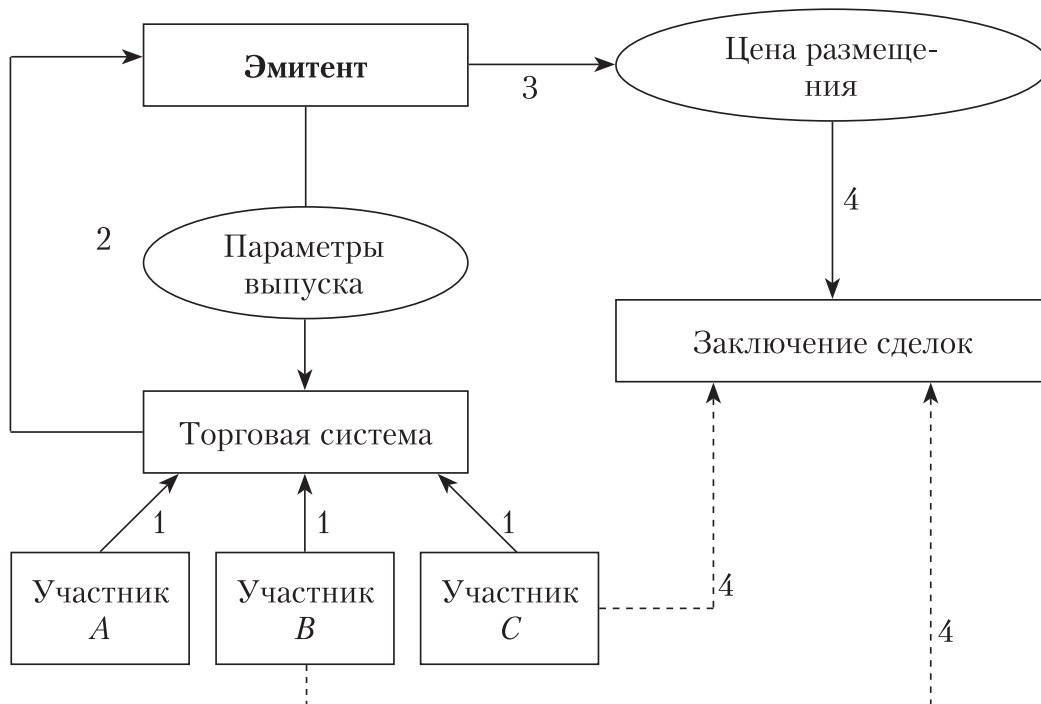 Эмитент
3
Цена размеще-
ния
4
2
Параметры
выпуска
Заключение сделок
Торговая система
1
1
1
Участник
A
Участник
B
Участник
C
4
4